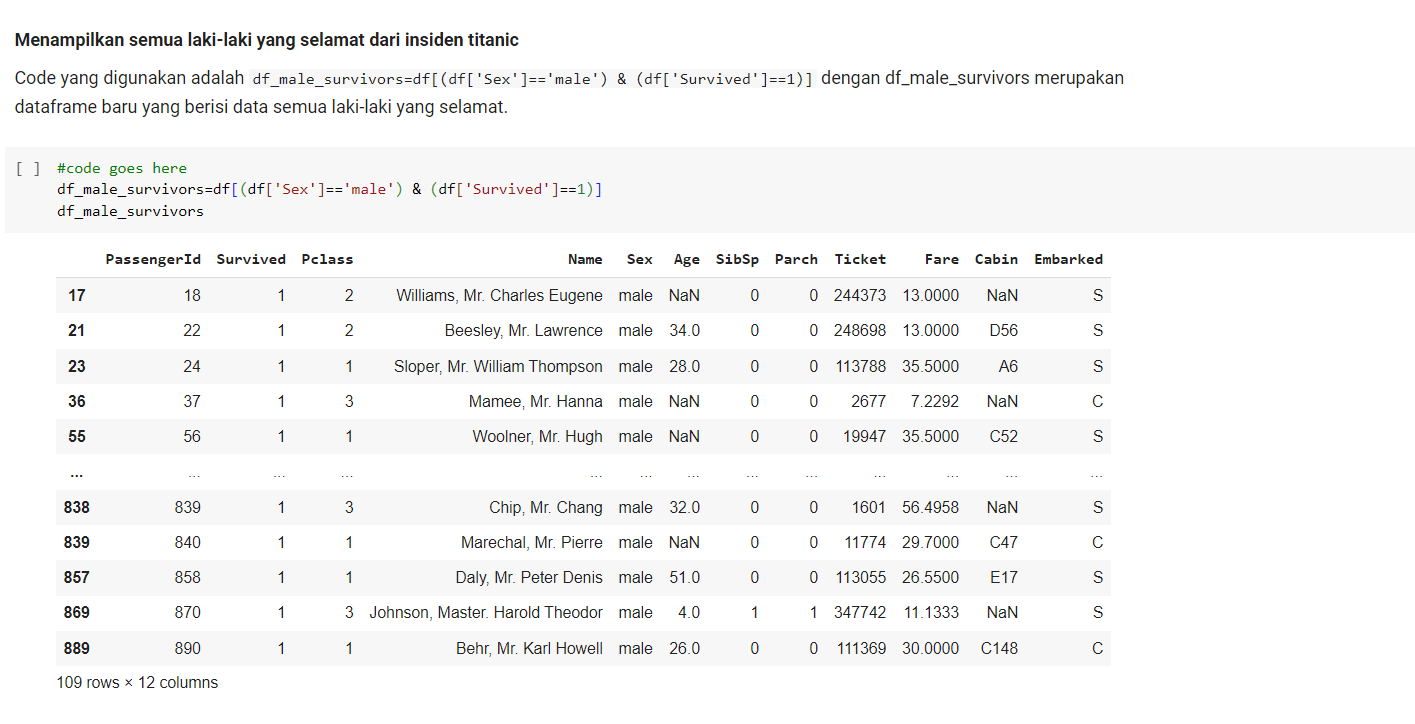 Menampilkan semua laki-laki yang selamat dari insiden titanic
Code yang digunakan adalah df_male_survivors=df[(df['Sex']=='male') & (df['Survived']==1)] dengan df_male_survivors merupakan
dataframe baru yang berisi data semua laki-laki yang selamat.
[ ] #code goes here
df_male_survivors=df[(df['Sex']=='male') & (df['Survived']==1)]
df_male_survivors
PassengerId Survived Pclass Name Sex Age SibSp Parch Ticket Fare Cabin Embarked
17 18 1 2 Williams, Mr. Charles Eugene male NaN 0 0 244373 13.0000 NaN S
21 22 1 2 Beesley, Mr. Lawrence male 34.0 0 0 248698 13.0000 D56 S
23 24 1 1 Sloper, Mr. William Thompson male 28.0 0 0 113788 35.5000 A6 S
36 37 1 3 Mamee, Mr. Hanna male NaN 0 0 2677 7.2292 NaN C
55 56 1 1 Woolner, Mr. Hugh male NaN 0 0 19947 35.5000 C52 S
... ... ... ... ... ... ... ... ... ... ... ... ...
838 839 1 3 Chip, Mr. Chang male 32.0 0 0 1601 56.4958 NaN S
839 840 1 1 Marechal, Mr. Pierre male NaN 0 0 11774 29.7000 C47 C
857 858 1 1 Daly, Mr. Peter Denis male 51.0 0 0 113055 26.5500 E17 S
869 870 1 3 Johnson, Master. Harold Theodor male 4.0 1 1 347742 11.1333 NaN S
889 890 1 1 Behr, Mr. Karl Howell male 26.0 0 0 111369 30.0000 C148 C
109 rows × 12 columns